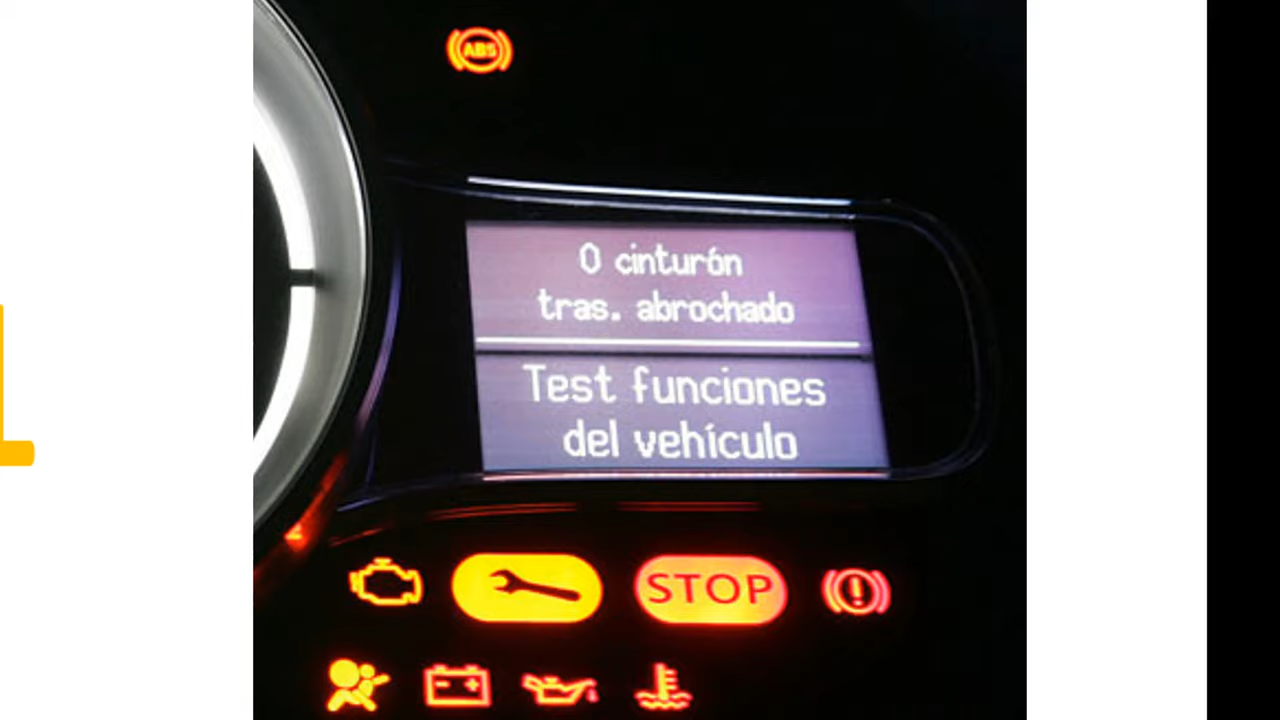 ABS
0 cinturón
tras. abrochado
Test funciones
del vehículo
STOP